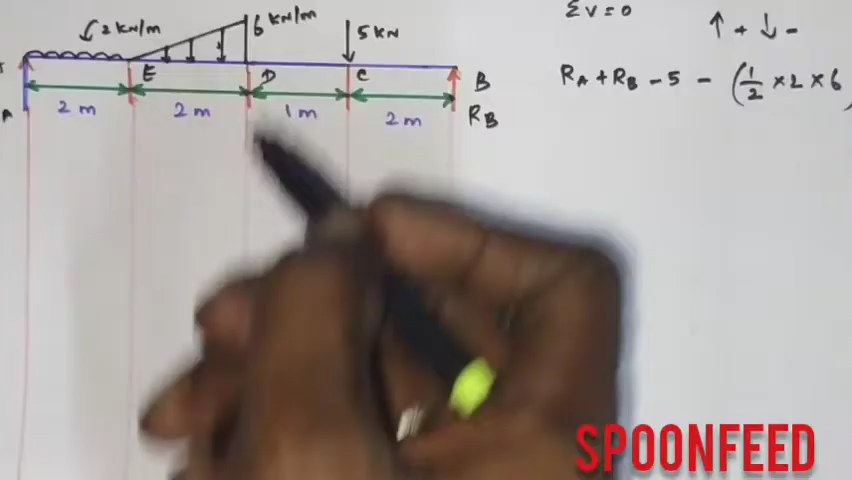 ΣV=0
↑ + ↓ -
2 KN/m
6 KN/m
5 KN
RA + RB - 5 - (1/2 × 2 × 6)
E D C B
2 m 2 m 1 m 2 m RB
A
SPOONFEED